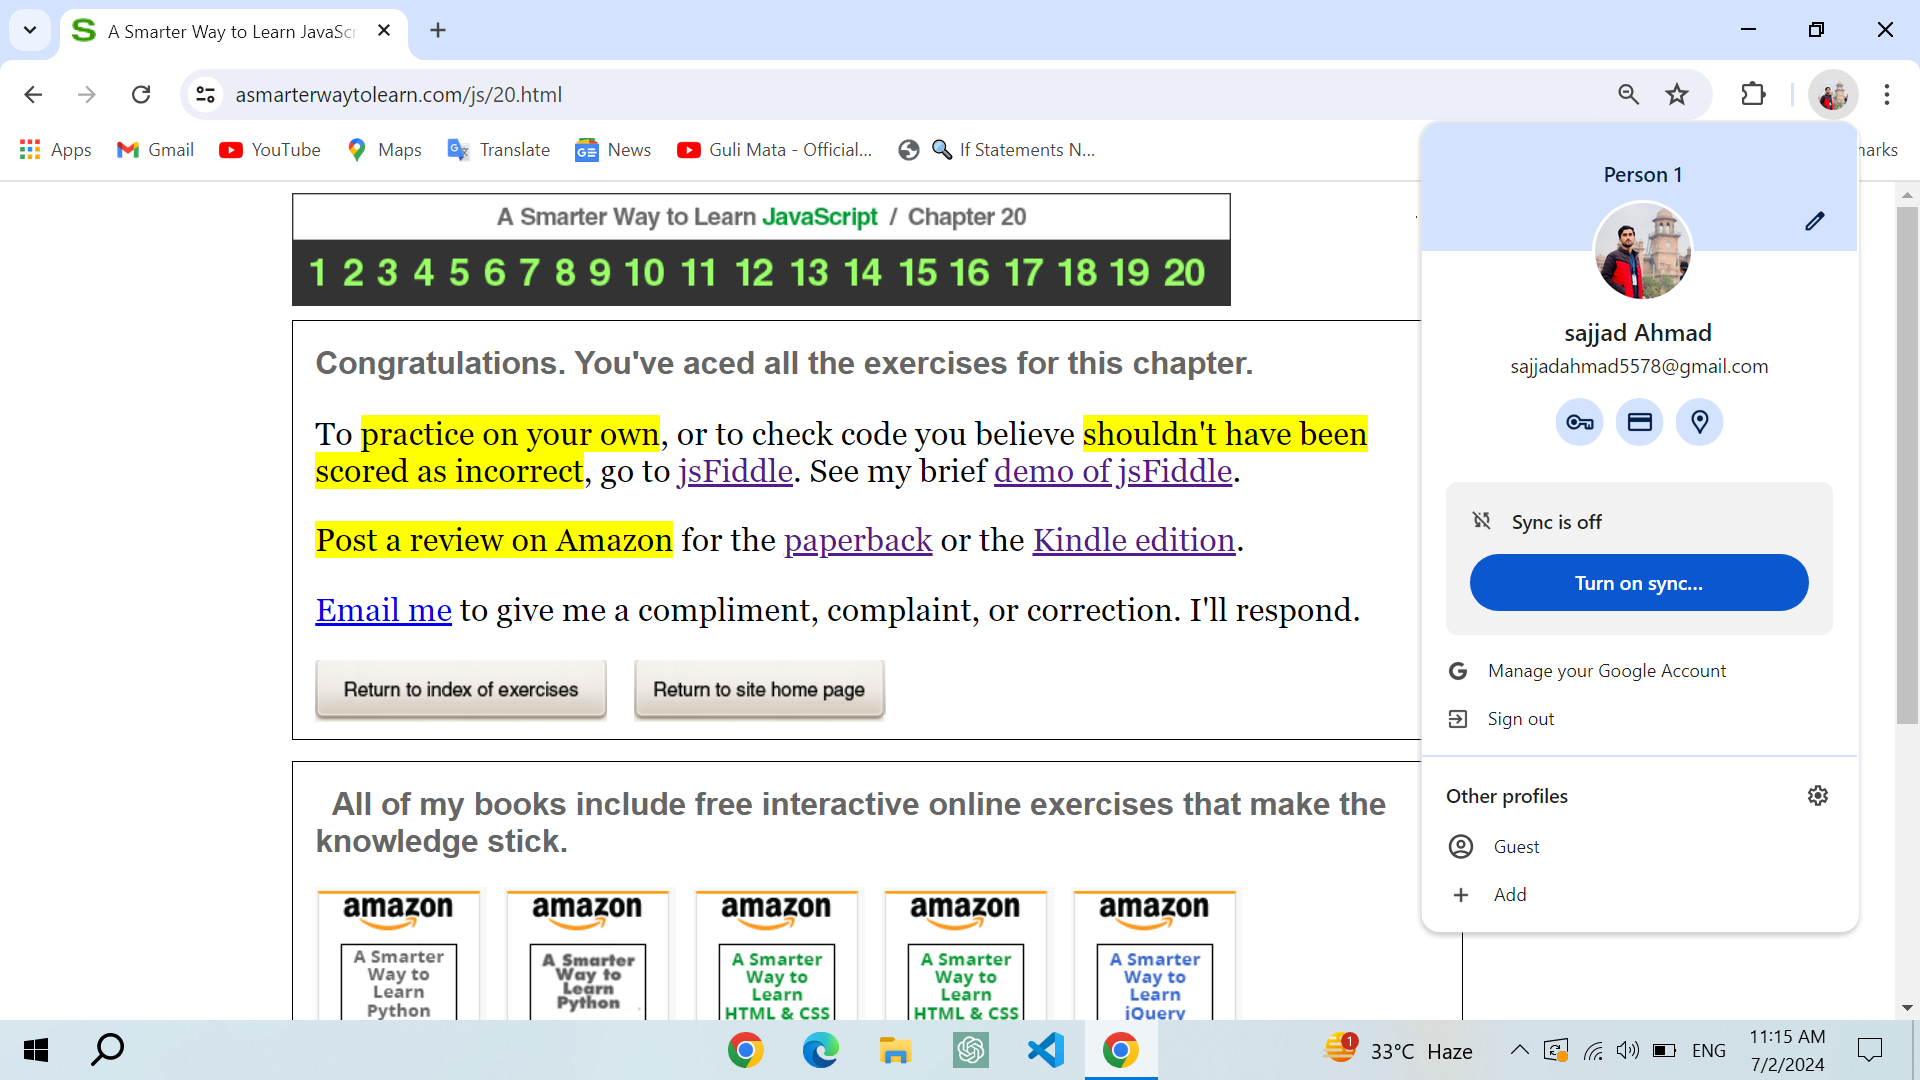 A Smarter Way to Learn JavaScr
asmarterwaytolearn.com/js/20.html
Apps Gmail YouTube Maps Translate News Guli Mata - Official... If Statements N...
A Smarter Way to Learn JavaScript / Chapter 20
1 2 3 4 5 6 7 8 9 10 11 12 13 14 15 16 17 18 19 20
Congratulations. You've aced all the exercises for this chapter.
To practice on your own, or to check code you believe shouldn't have been
scored as incorrect, go to jsFiddle. See my brief demo of jsFiddle.
Post a review on Amazon for the paperback or the Kindle edition.
Email me to give me a compliment, complaint, or correction. I'll respond.
Return to index of exercises Return to site home page
All of my books include free interactive online exercises that make the
knowledge stick.
amazon amazon amazon amazon amazon
A Smarter
Way to
Learn
Python
A Smarter
Way to
Learn
Python
A Smarter
Way to
Learn
HTML & CSS
A Smarter
Way to
Learn
HTML & CSS
A Smarter
Way to
Learn
jQuery
Person 1
sajjad Ahmad
sajjadahmad5578@gmail.com
Sync is off
Turn on sync...
Manage your Google Account
Sign out
Other profiles
Guest
Add
1 33°C Haze ENG 11:15 AM
7/2/2024